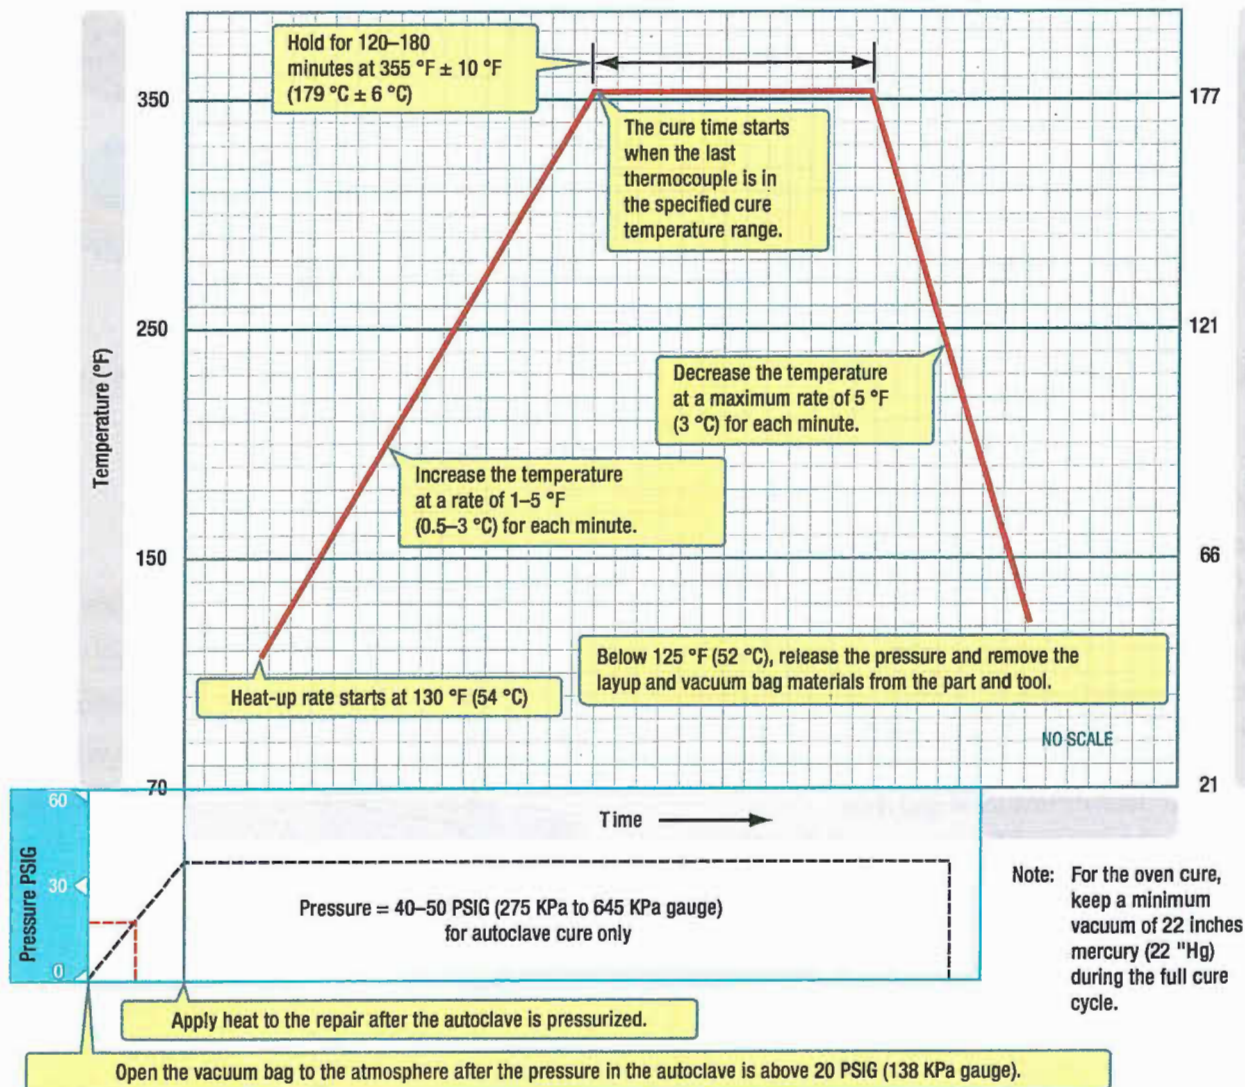 Hold for 120–180
minutes at 355 °F ± 10 °F
(179 °C ± 6 °C)
350
177
The cure time starts
when the last
thermocouple is in
the specified cure
temperature range.
250
121
Temperature (°F)
Decrease the temperature
at a maximum rate of 5 °F
(3 °C) for each minute.
Increase the temperature
at a rate of 1–5 °F
(0.5–3 °C) for each minute.
150
66
Below 125 °F (52 °C), release the pressure and remove the
layup and vacuum bag materials from the part and tool.
Heat-up rate starts at 130 °F (54 °C)
NO SCALE
70
21
60
Time
Pressure PSIG
30
Pressure = 40–50 PSIG (275 KPa to 645 KPa gauge)
for autoclave cure only
0
Note: For the oven cure,
keep a minimum
vacuum of 22 inches
mercury (22 "Hg)
during the full cure
cycle.
Apply heat to the repair after the autoclave is pressurized.
Open the vacuum bag to the atmosphere after the pressure in the autoclave is above 20 PSIG (138 KPa gauge).